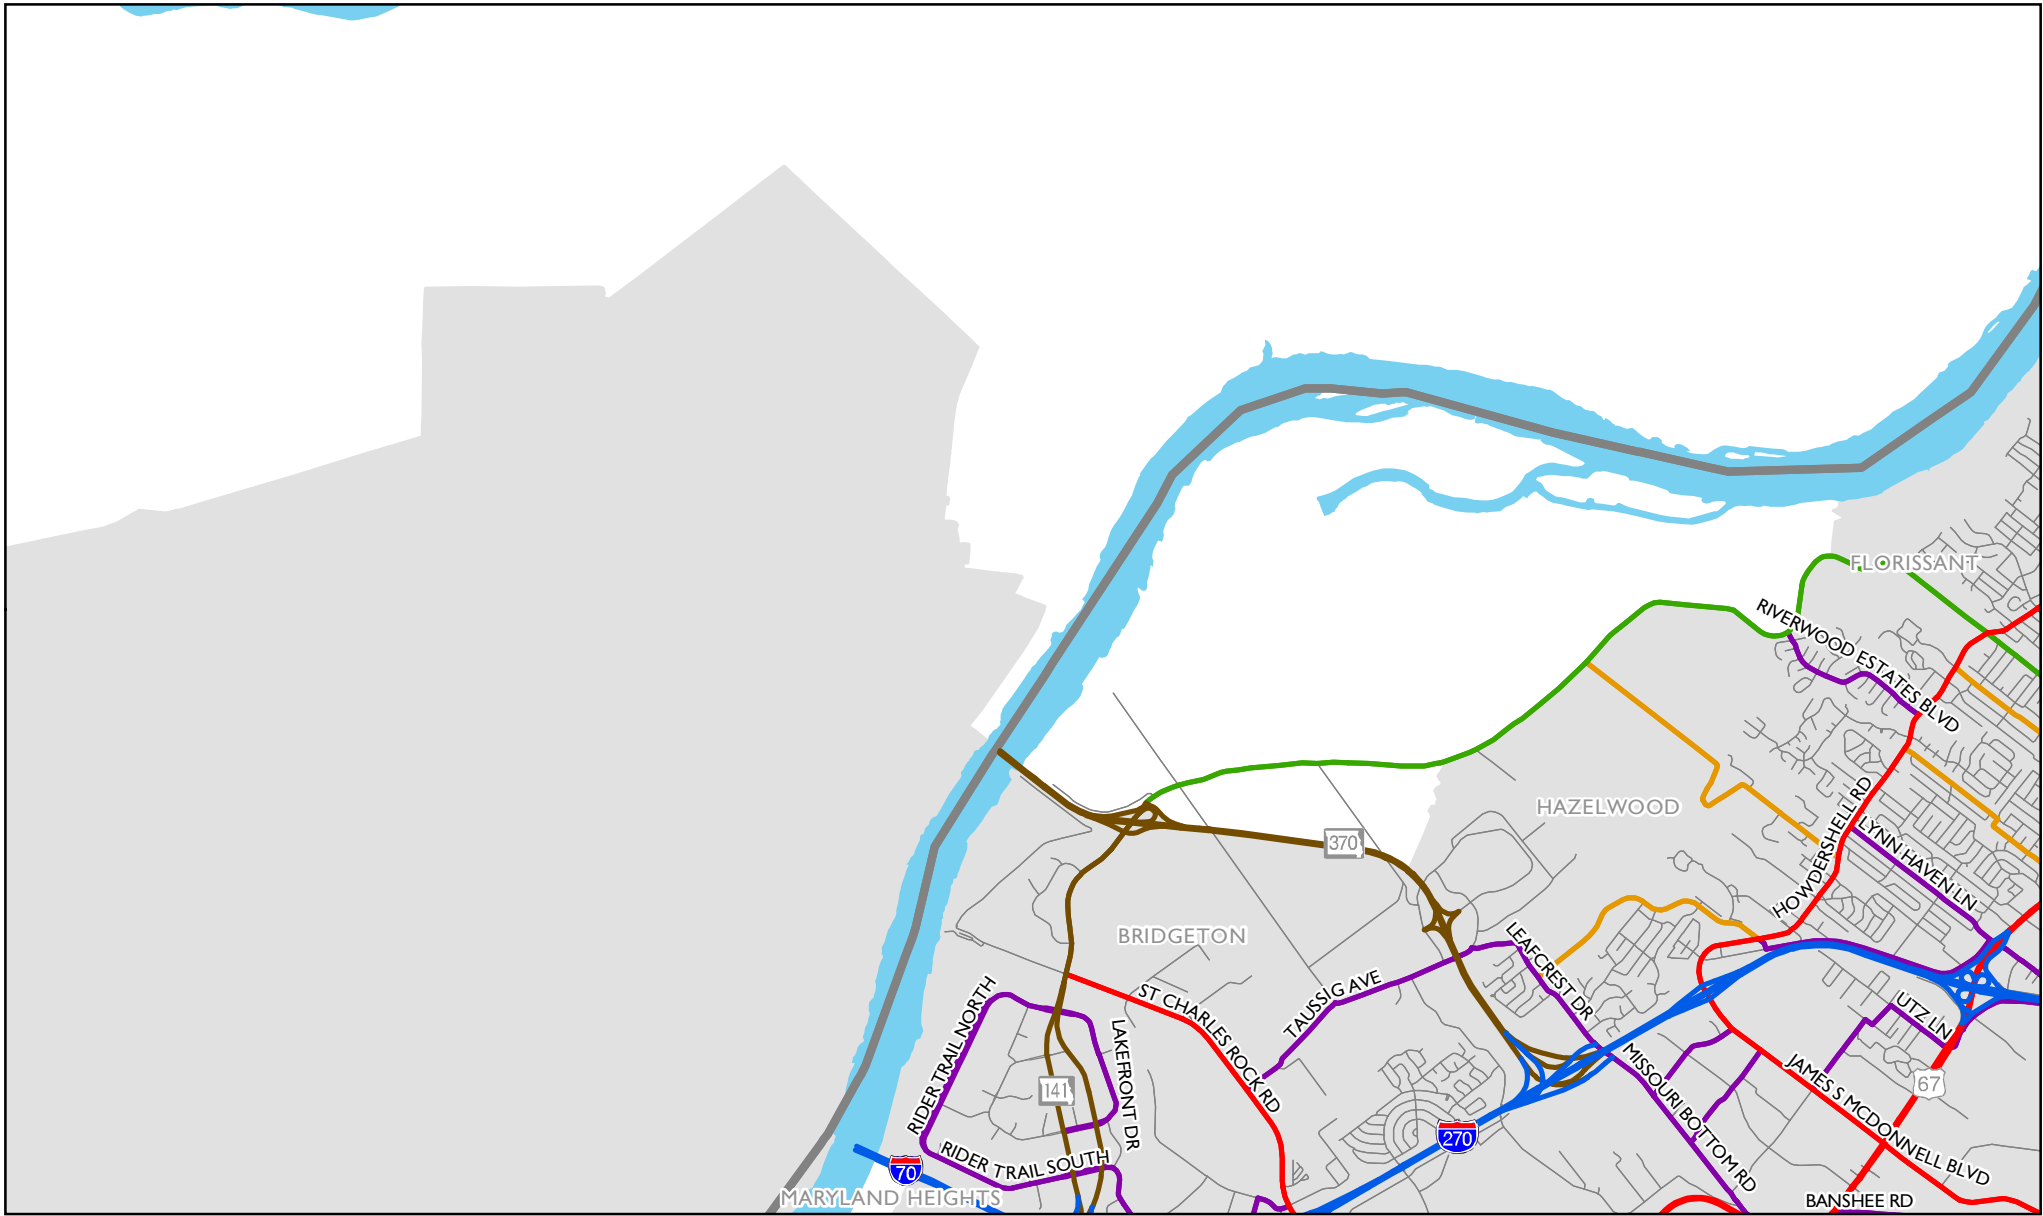 FLORISSANT
RIVERWOOD ESTATES BLVD
HAZELWOOD
HOWDERSHELL RD
LYNN HAVEN LN
370
BRIDGETON
LEAFCREST DR
TAUSSIG AVE
ST CHARLES ROCK RD
RIDER TRAIL NORTH
LAKEFRONT DR
UTZ LN
MISSOURI BOTTOM RD
JAMES S MCDONNELL BLVD
67
141
270
RIDER TRAIL SOUTH
70
MARYLAND HEIGHTS
BANSHEE RD